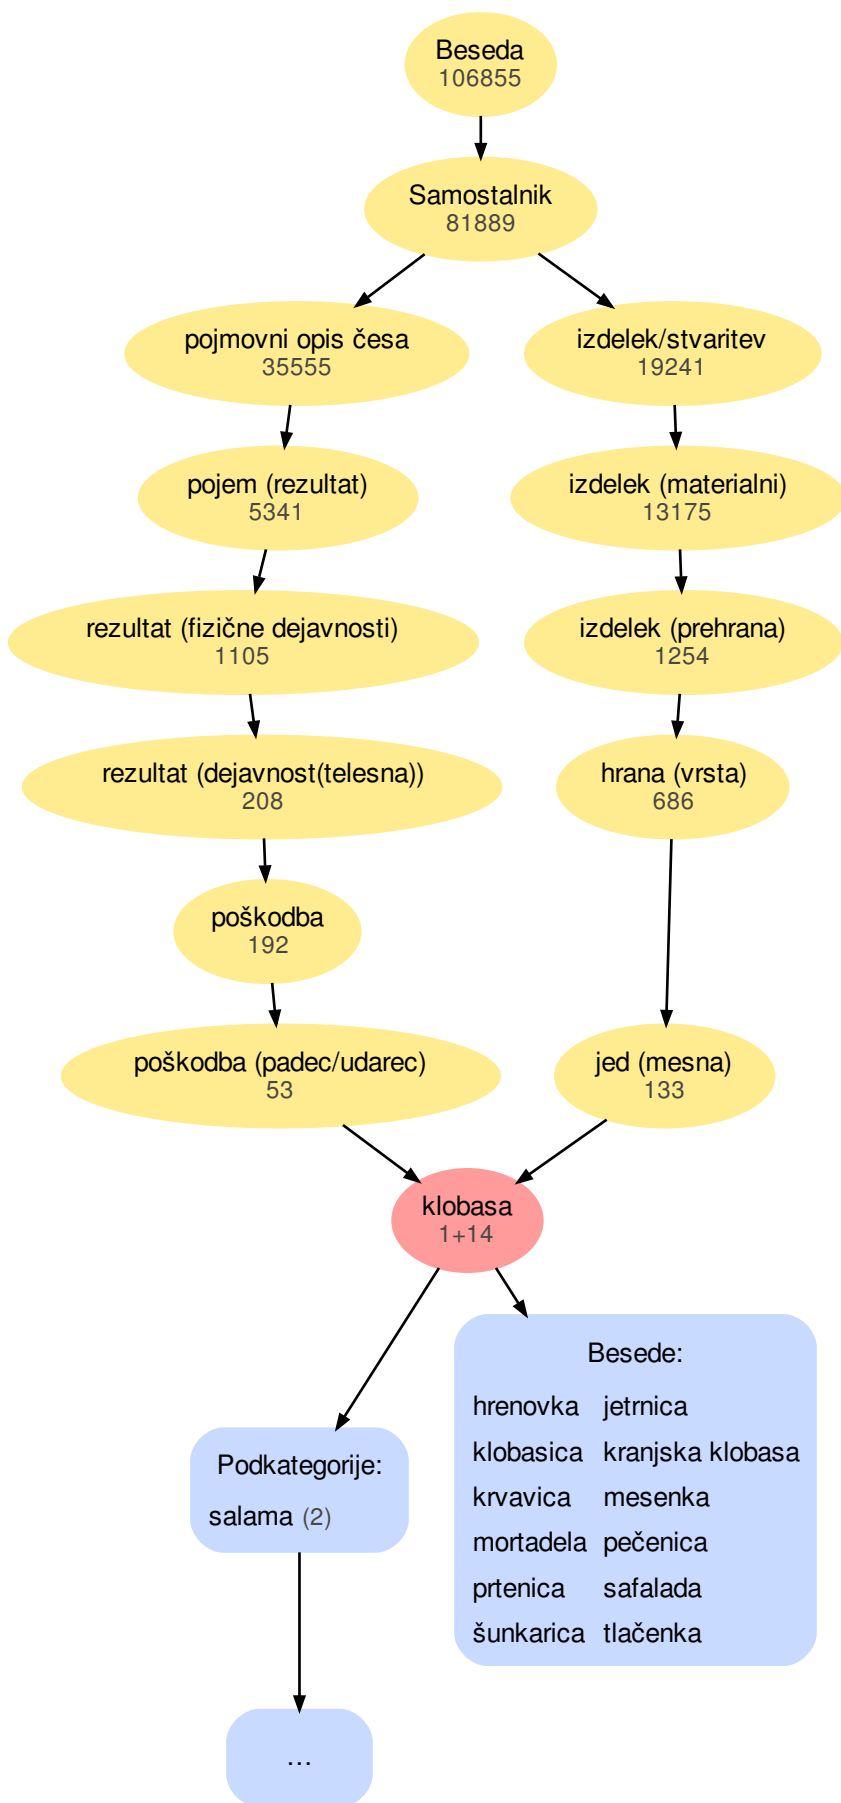 Beseda
106855
Samostalnik
81889
pojmovni opis česa
35555
izdelek/stvaritev
19241
pojem (rezultat)
5341
izdelek (materialni)
13175
rezultat (fizične dejavnosti)
1105
izdelek (prehrana)
1254
rezultat (dejavnost(telesna))
208
hrana (vrsta)
686
poškodba
192
poškodba (padec/udarec)
53
jed (mesna)
133
klobasa
1+14
Podkategorije:
salama (2)
...
Besede:
hrenovka jetrnica
klobasica kranjska klobasa
krvavica mesenka
mortadela pečenica
prtenica safalada
šunkarica tlačenka